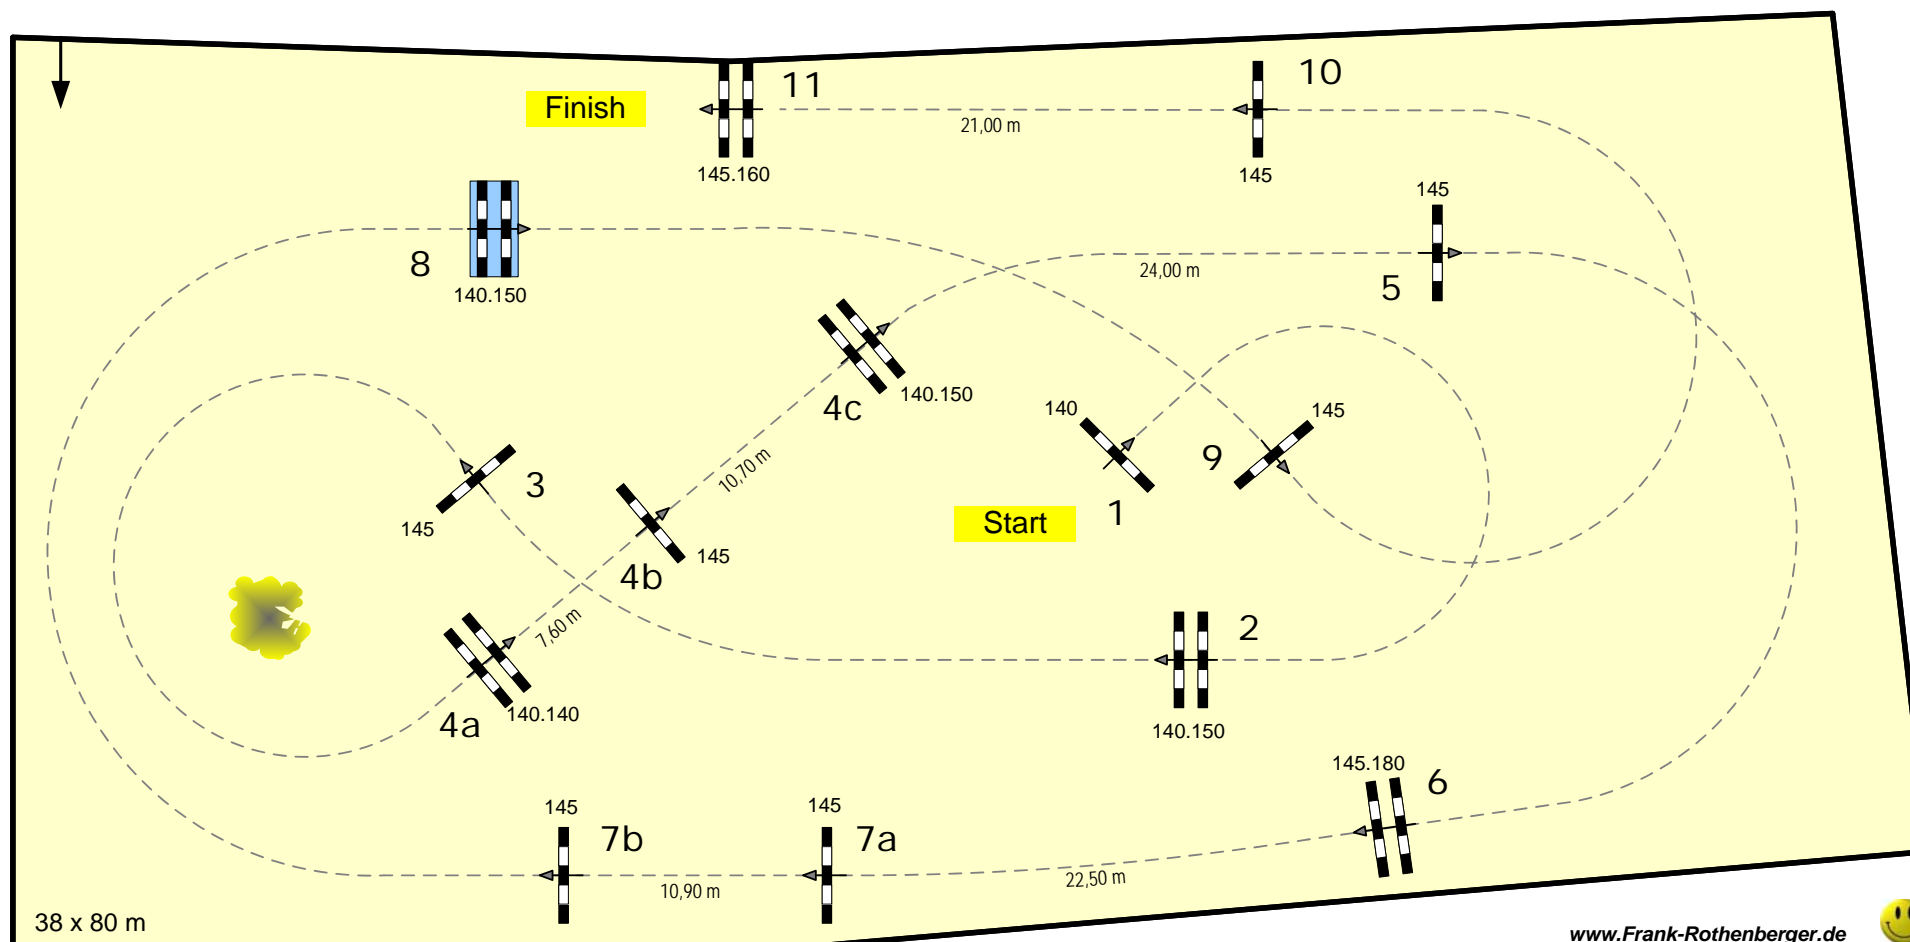 11
10
Finish
21,00 m
145.160
145
145
8
140.150
24,00 m
5
4c
140.150
140
145
9
1
3
145
10,70 m
Start
4b
145
7,60 m
4a
140.140
2
140.150
145.180
6
145
7b
145
7a
10,90 m
22,50 m
38 x 80 m
www.Frank-Rothenberger.de